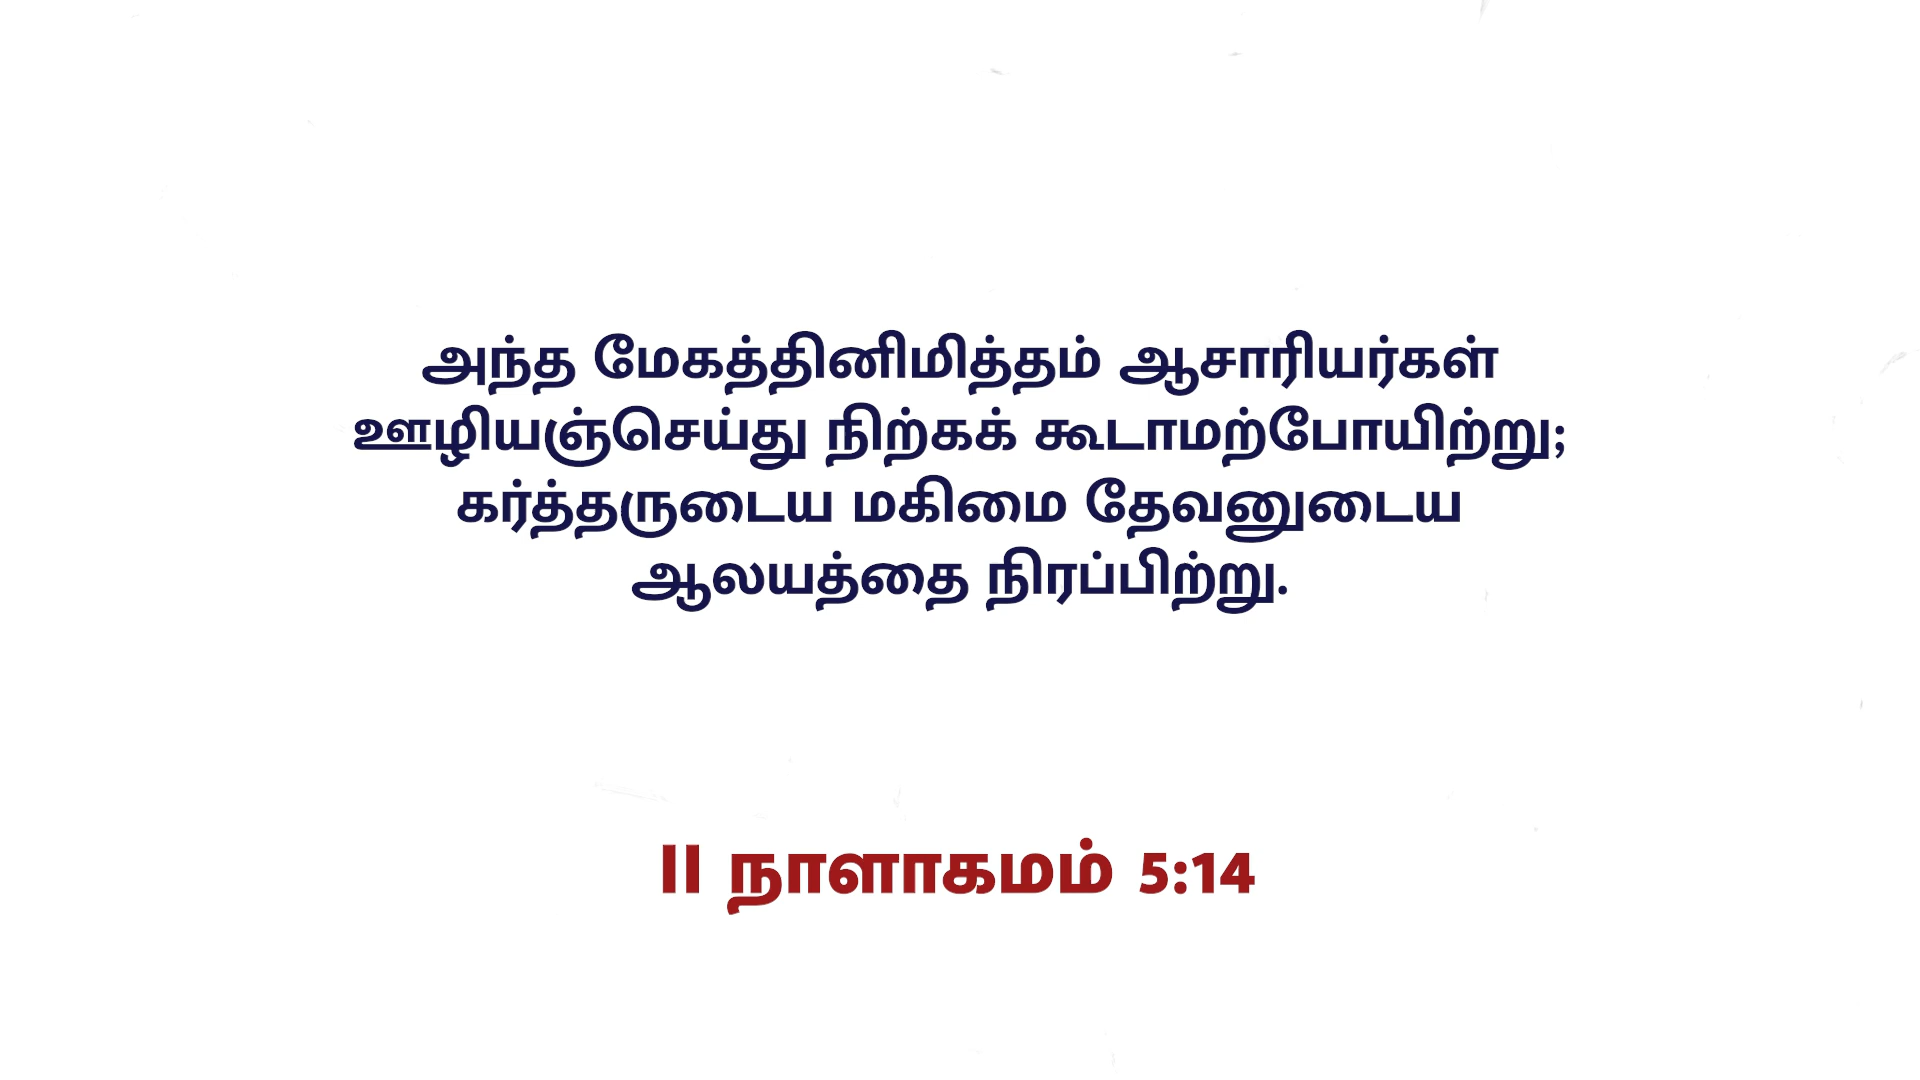 அந்த மேகத்தினிமித்தம் ஆசாரியர்கள்
ஊழியஞ்செய்து நிற்கக் கூடாமற்போயிற்று;
கர்த்தருடைய மகிமை தேவனுடைய
ஆலயத்தை நிரப்பிற்று.
II நாளாகமம் 5:14